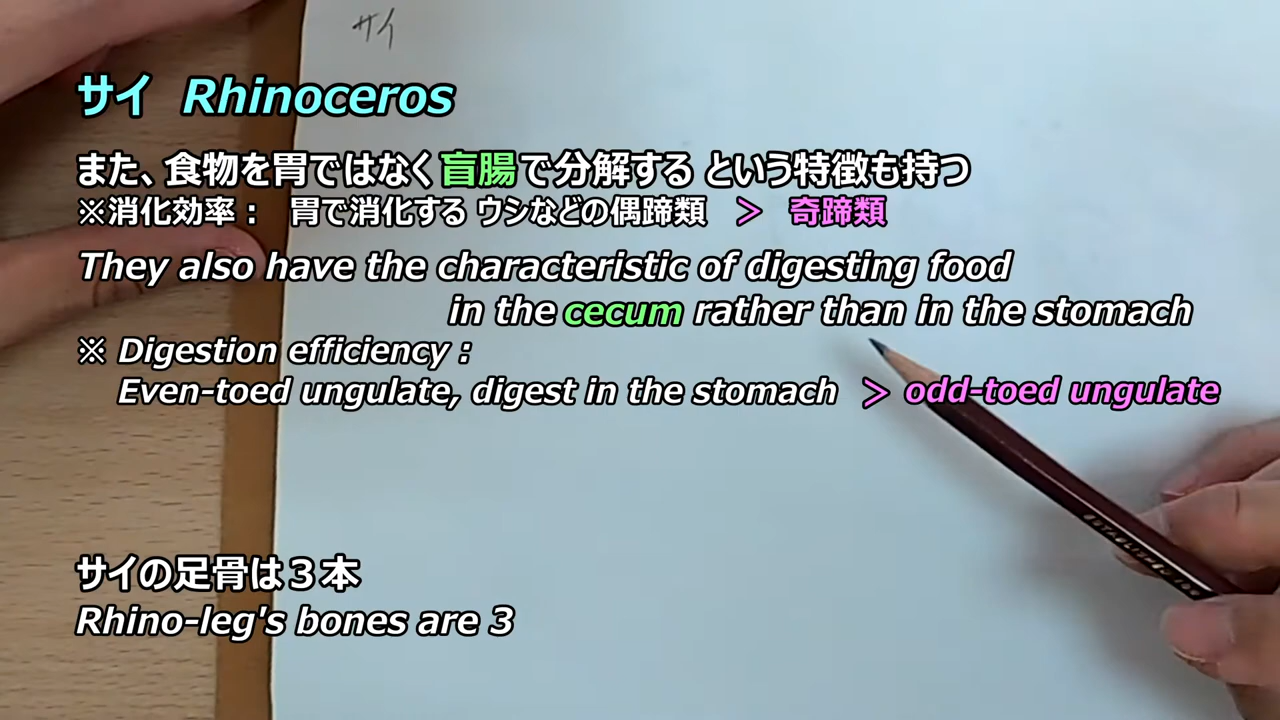 サイ
サイ Rhinoceros
また、食物を胃ではなく盲腸で分解する という特徴も持つ
※消化効率： 胃で消化する ウシなどの偶蹄類 ＞ 奇蹄類
They also have the characteristic of digesting food
in the cecum rather than in the stomach
※ Digestion efficiency :
Even-toed ungulate, digest in the stomach ＞ odd-toed ungulate
サイの足骨は３本
Rhino-leg's bones are 3